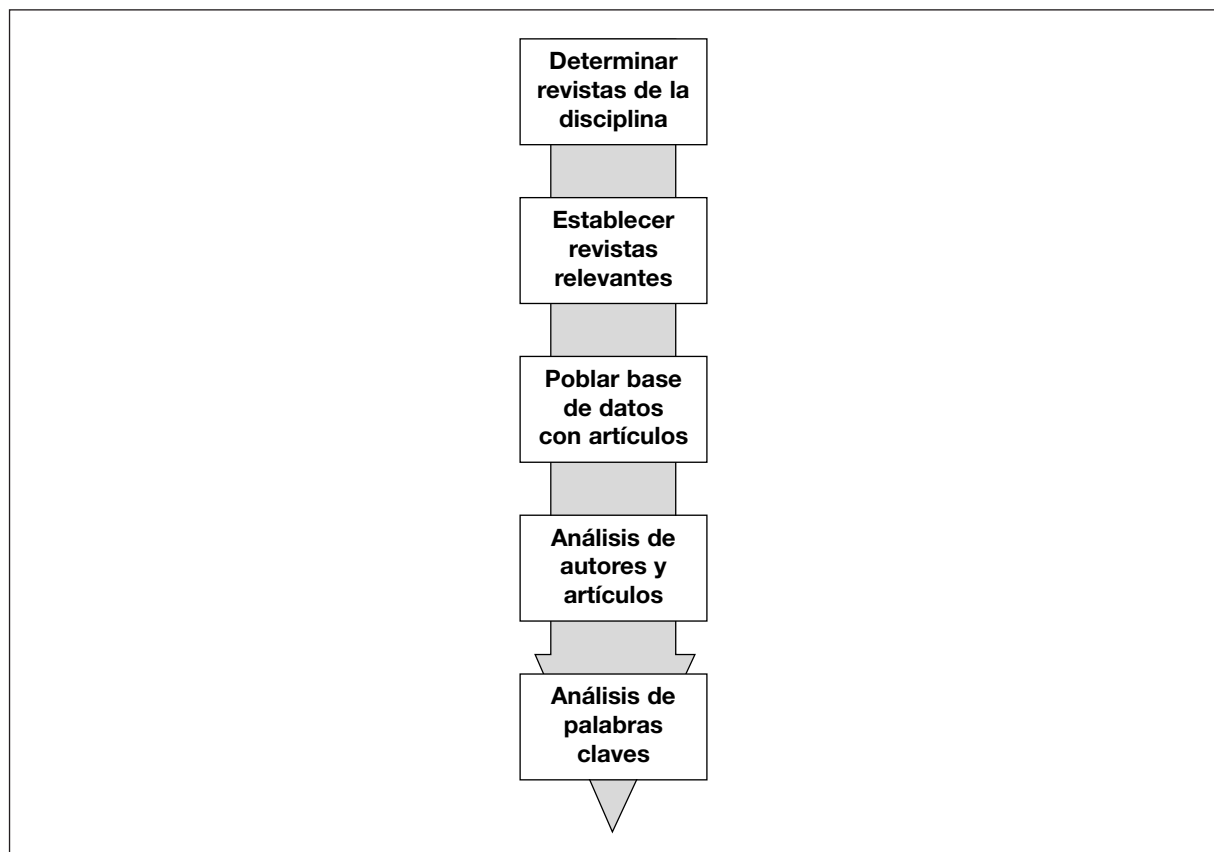 Determinar
revistas de la
disciplina
Establecer
revistas
relevantes
Poblar base
de datos
con artículos
Análisis de
autores y
artículos
Análisis de
palabras
claves